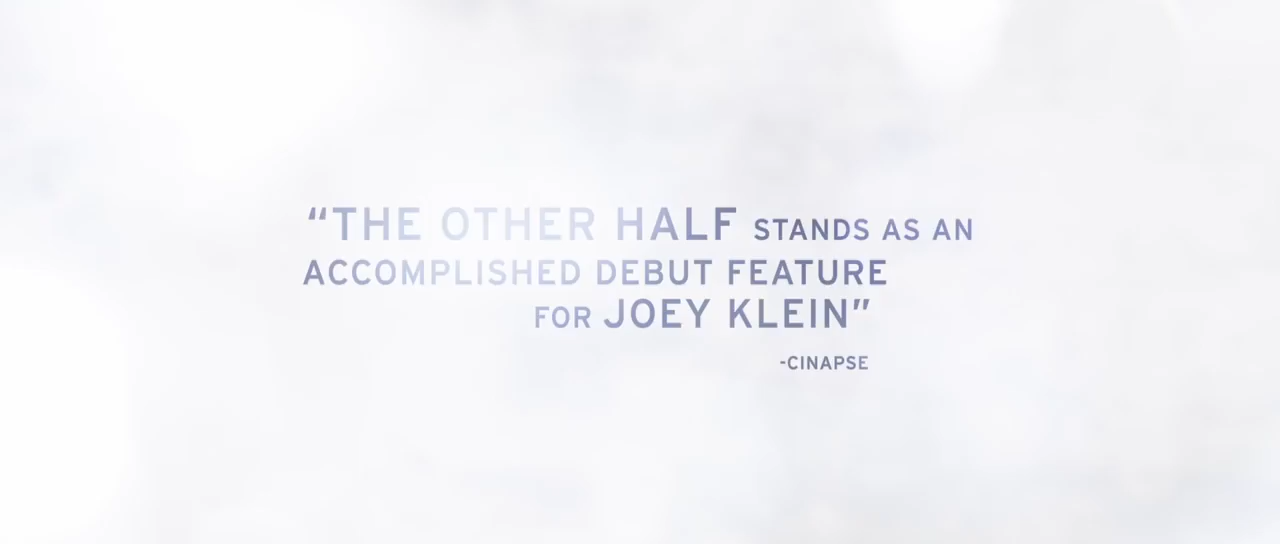 “THE OTHER HALF STANDS AS AN
ACCOMPLISHED DEBUT FEATURE
FOR JOEY KLEIN”
-CINAPSE